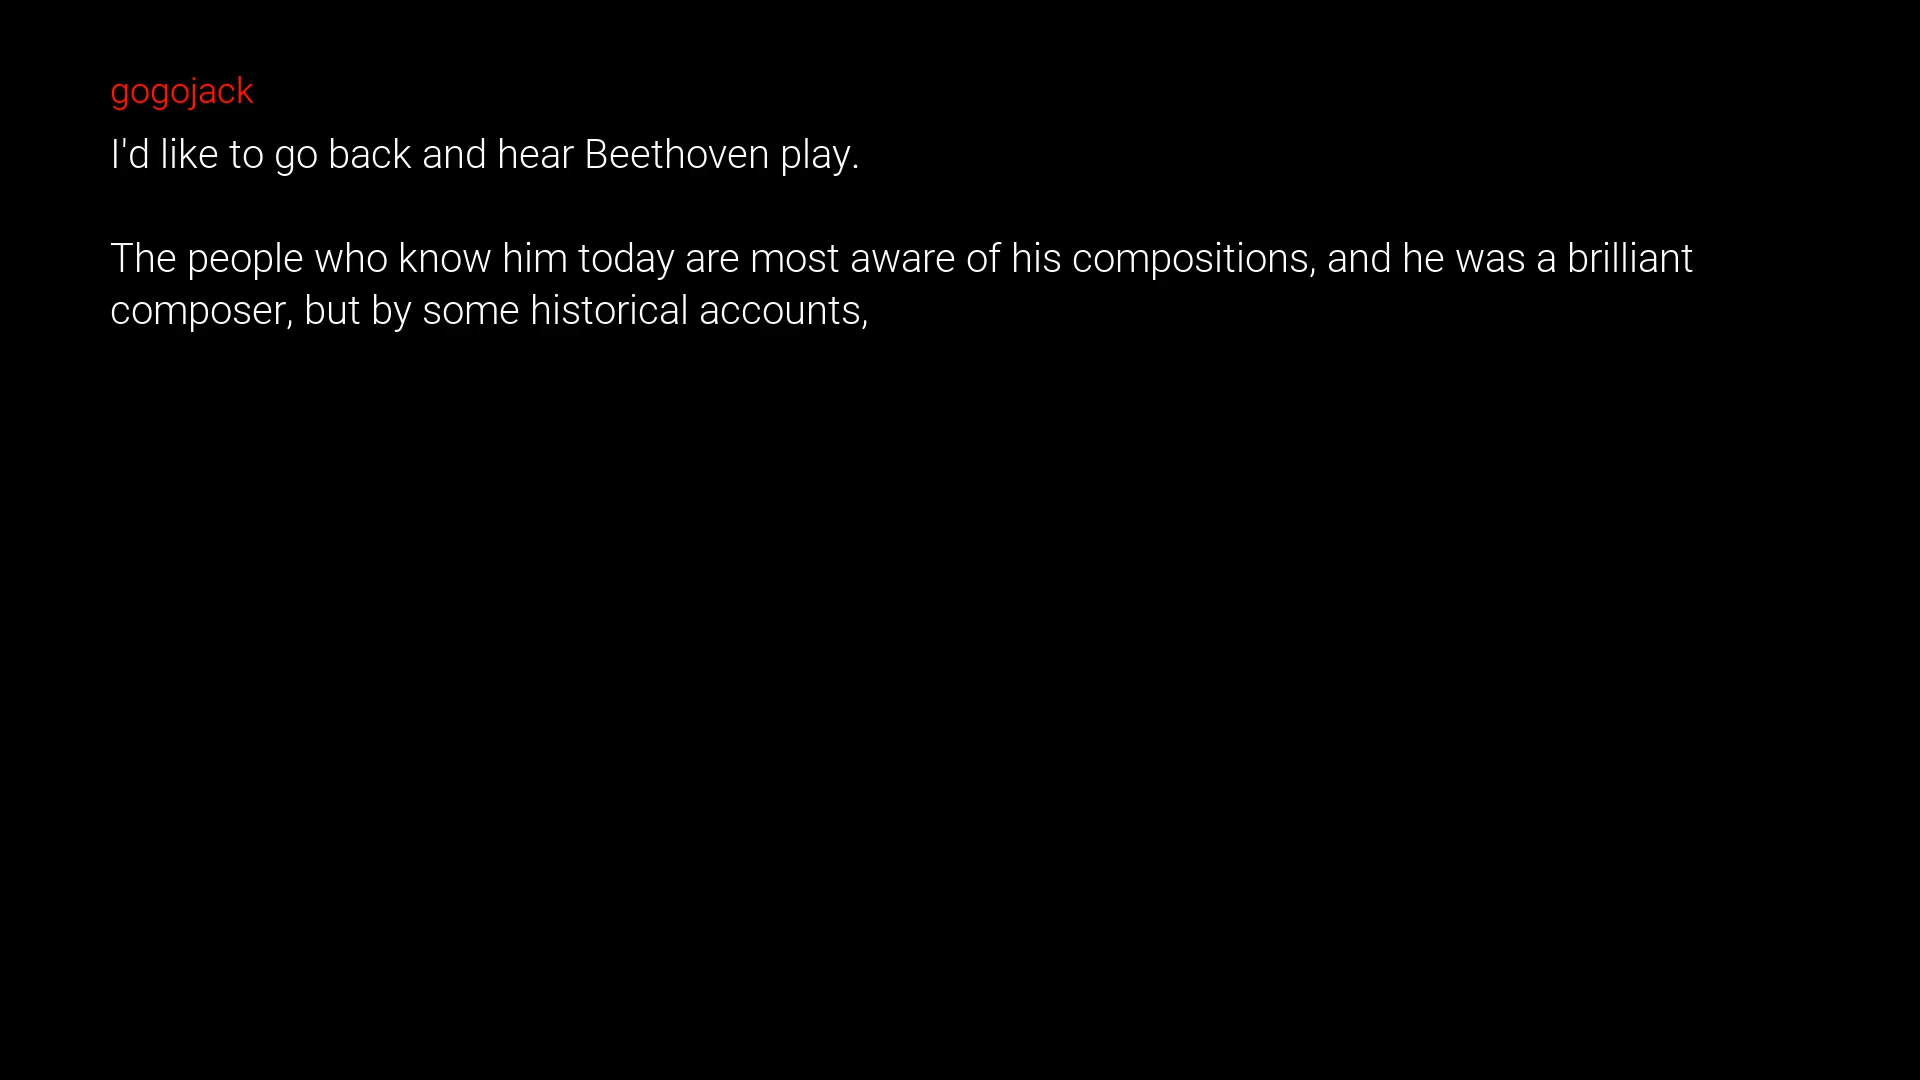 gogojack
I'd like to go back and hear Beethoven play.
The people who know him today are most aware of his compositions, and he was a brilliant
composer, but by some historical accounts,